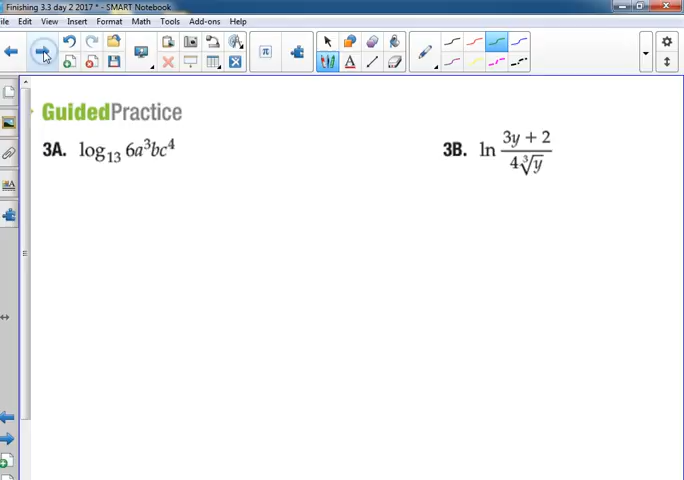 Finishing 3.3 day 2 2017 * - SMART Notebook
ile Edit View Insert Format Math Tools Add-ons Help
GuidedPractice
3A. log₁₃ 6a³bc⁴
3B. ln (3y + 2)/(4∛y)